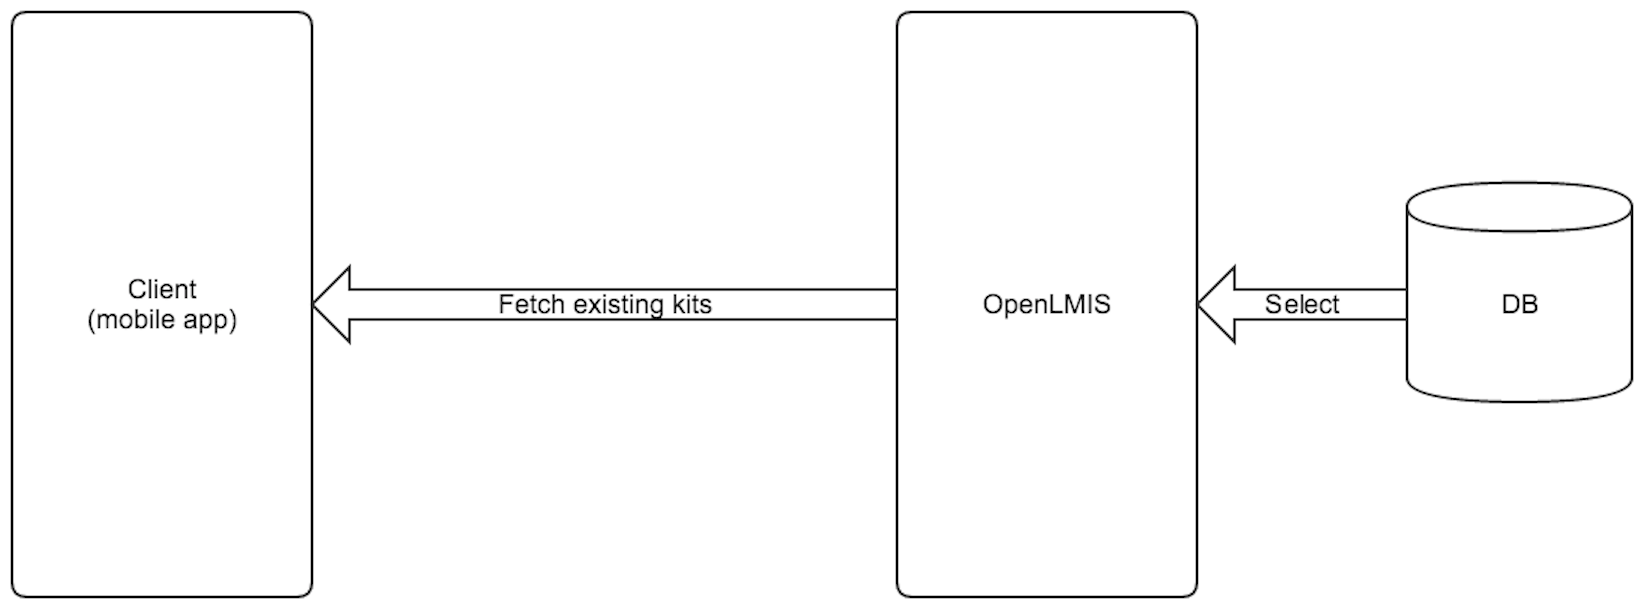 Client
(mobile app)
Fetch existing kits
OpenLMIS
Select
DB